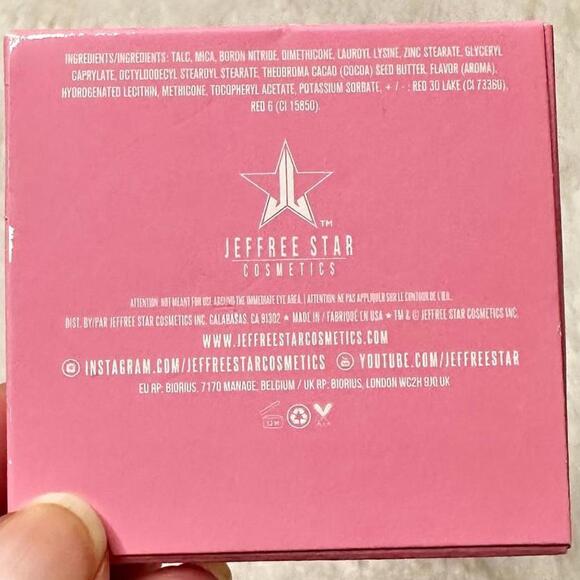 INGREDIENTS/INGREDIENTS: TALC, MICA, BORON NITRIDE, DIMETHICONE, LAUROYL LYSINE, ZINC STEARATE, GLYCERYL
CAPRYLATE, OCTYLDODECYL STEAROYL STEARATE, THEOBROMA CACAO (COCOA) SEED BUTTER, FLAVOR (AROMA),
HYDROGENATED LECITHIN, METHICONE, TOCOPHERYL ACETATE, POTASSIUM SORBATE, + / - : RED 30 LAKE (CI 73360),
RED 6 (CI 15850).
TM
JEFFREE STAR
COSMETICS
ATTENTION: NOT MEANT FOR USE AROUND THE IMMEDIATE EYE AREA. | ATTENTION: NE PAS APPLIQUER SUR LE CONTOUR DE L'ŒIL.
DIST. BY/PAR JEFFREE STAR COSMETICS INC. CALABASAS, CA 91302 ★ MADE IN / FABRIQUÉ EN USA ★ TM & © JEFFREE STAR COSMETICS INC.
WWW.JEFFREESTARCOSMETICS.COM
INSTAGRAM.COM/JEFFREESTARCOSMETICS YOUTUBE.COM/JEFFREESTAR
EU RP: BIORIUS, 7170 MANAGE, BELGIUM / UK RP: BIORIUS, LONDON WC2H 9JQ UK
12 M